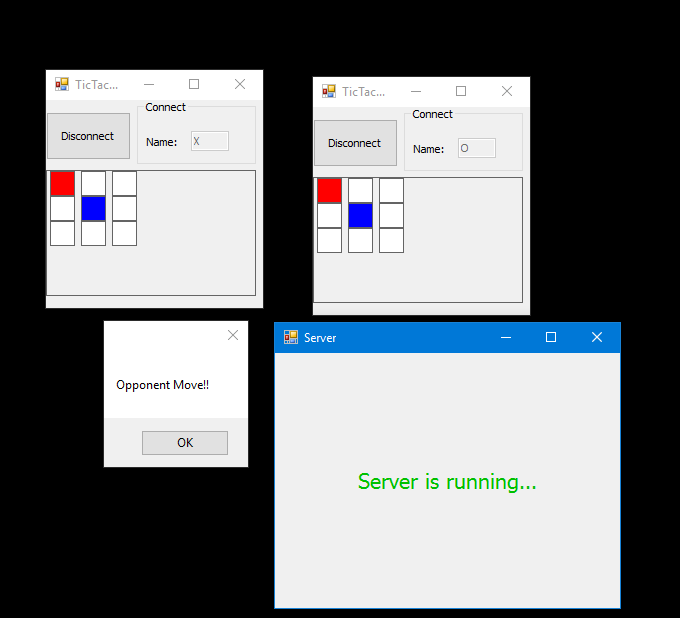 TicTac...
Connect
Disconnect
Name:
X
TicTac...
Connect
Disconnect
Name:
O
Opponent Move!!
OK
Server
Server is running...